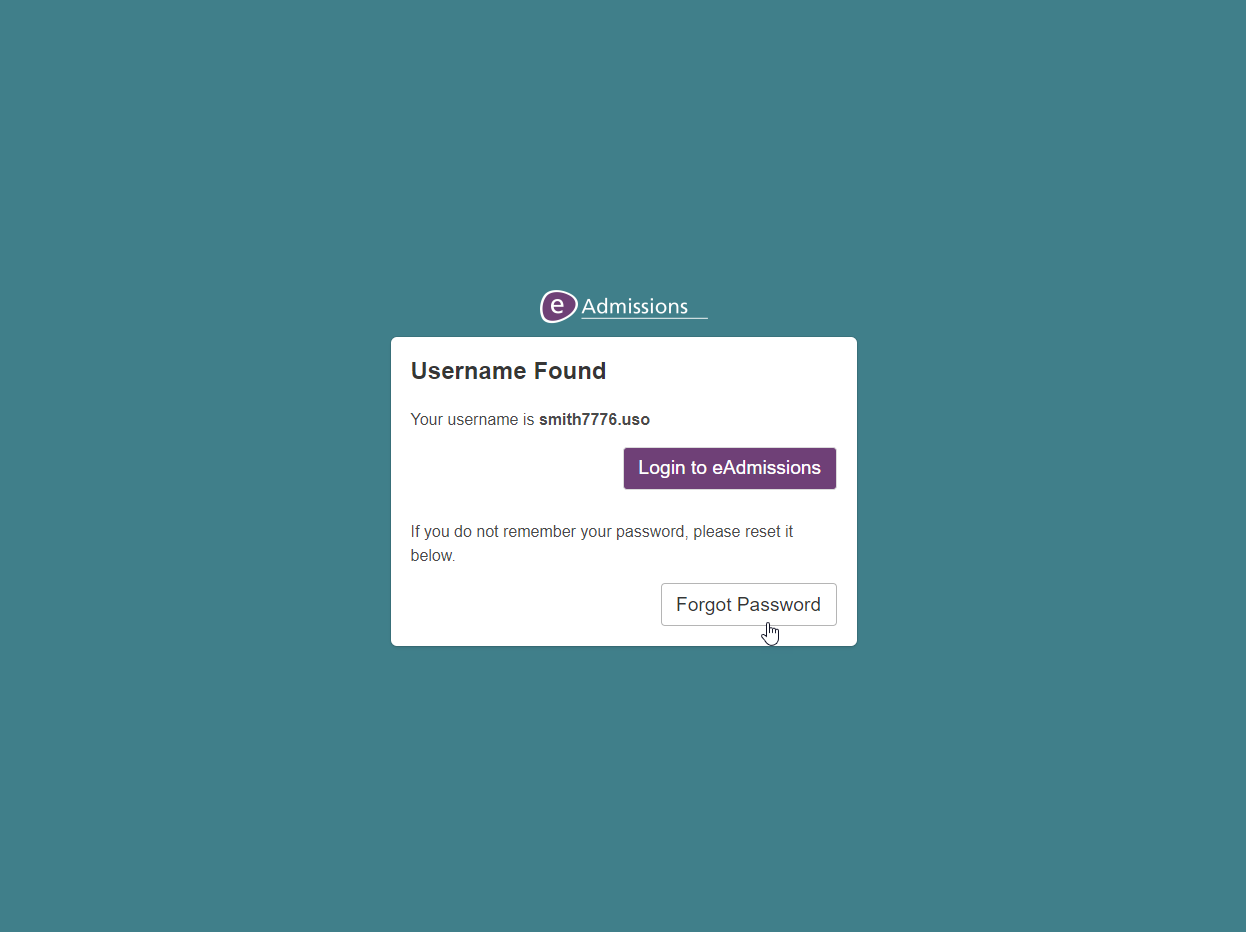 e Admissions
Username Found
Your username is smith7776.uso
Login to eAdmissions
If you do not remember your password, please reset it
below.
Forgot Password